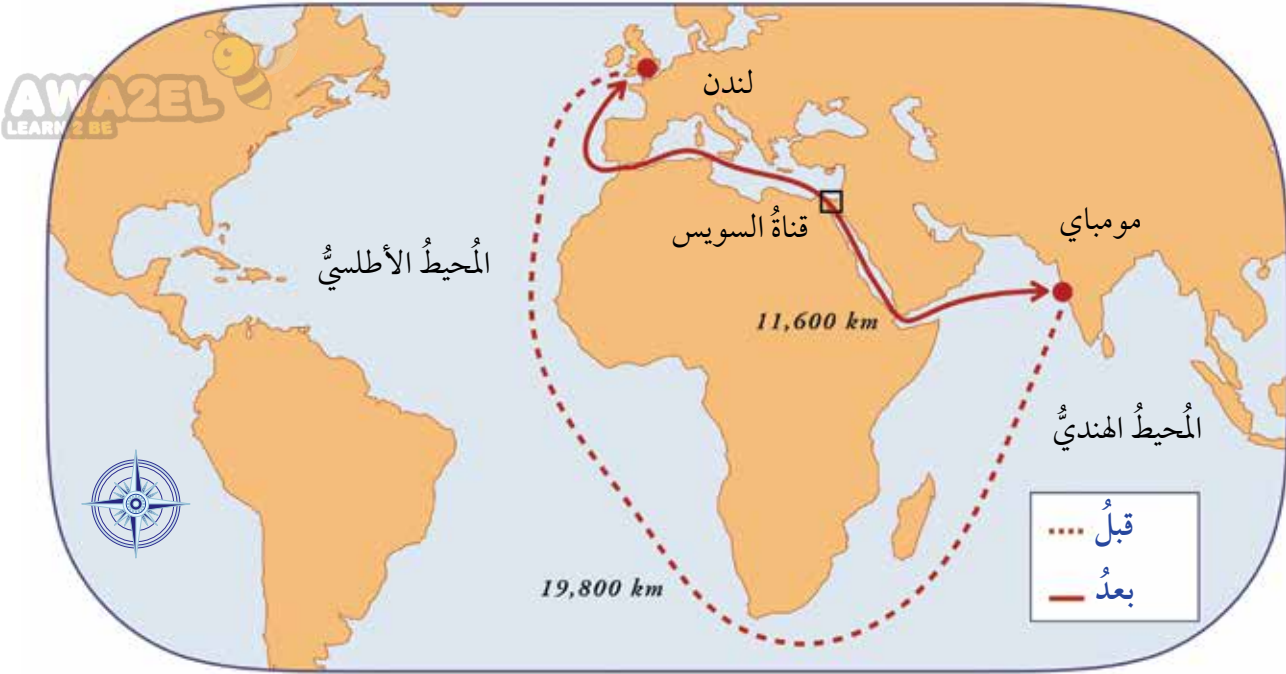 AWA2EL
LEARN 2 BE
لندن
قناةُ السويس
مومباي
المُحيطُ الأطلسيُّ
11,600 km
المُحيطُ الهنديُّ
19,800 km
قبلُ
بعدُ